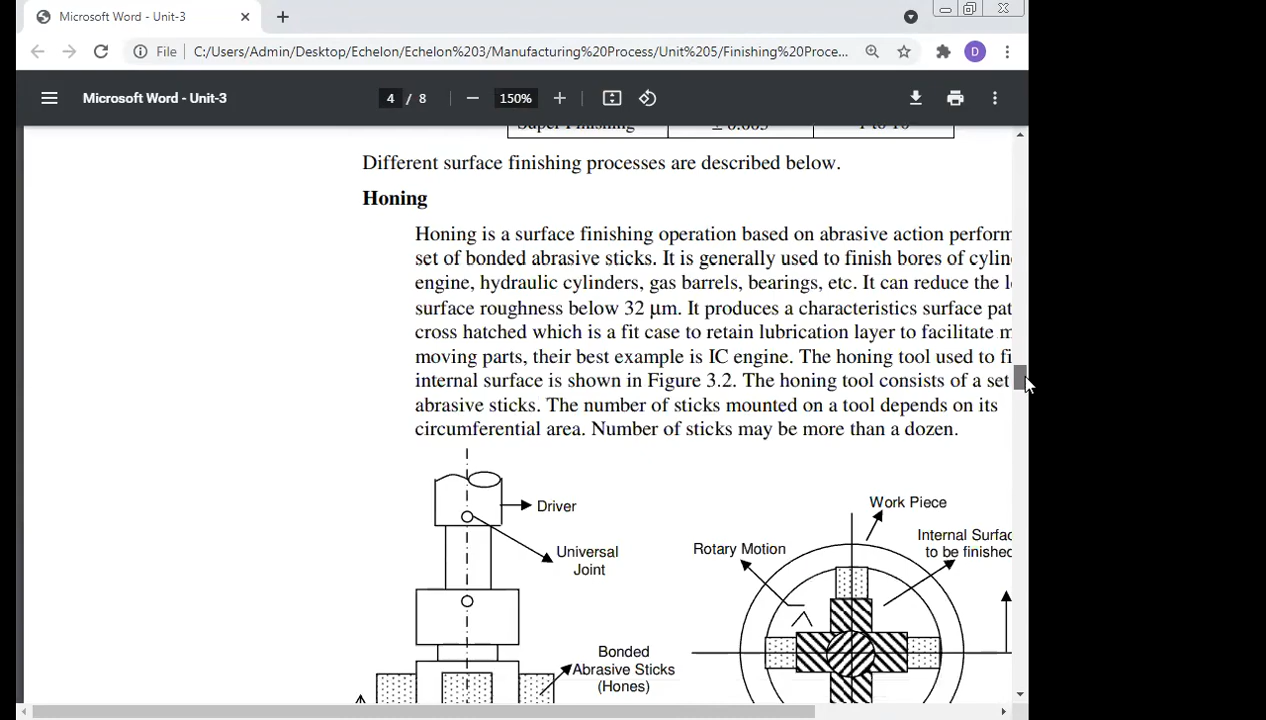 Microsoft Word - Unit-3
File C:/Users/Admin/Desktop/Echelon/Echelon%203/Manufacturing%20Process/Unit%205/Finishing%20Proce...
D
Microsoft Word - Unit-3 4 / 8 150%
Super Finishing ± 0.003 1 to 10
Different surface finishing processes are described below.
Honing
Honing is a surface finishing operation based on abrasive action perform
set of bonded abrasive sticks. It is generally used to finish bores of cylin
engine, hydraulic cylinders, gas barrels, bearings, etc. It can reduce the l
surface roughness below 32 μm. It produces a characteristics surface pat
cross hatched which is a fit case to retain lubrication layer to facilitate m
moving parts, their best example is IC engine. The honing tool used to fi
internal surface is shown in Figure 3.2. The honing tool consists of a set
abrasive sticks. The number of sticks mounted on a tool depends on its
circumferential area. Number of sticks may be more than a dozen.
Driver
Universal
Joint
Bonded
Abrasive Sticks
(Hones)
Work Piece
Rotary Motion
Internal Surfac
to be finished